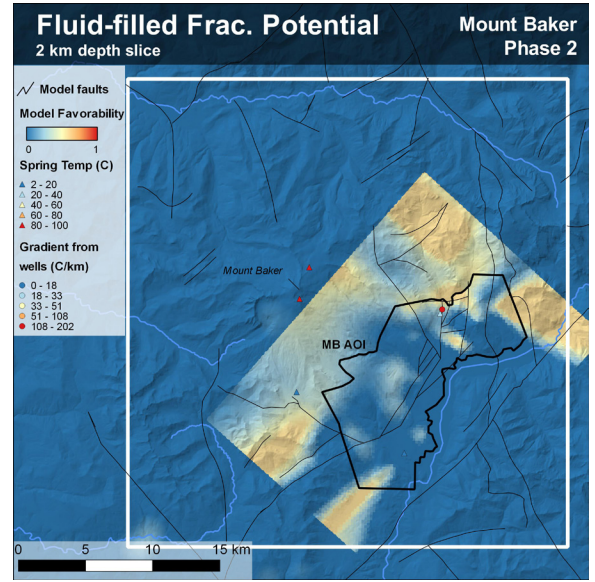 Fluid-filled Frac. Potential
2 km depth slice
Mount Baker
Phase 2
Model faults
Model Favorability
0 1
Spring Temp (C)
2 - 20
20 - 40
40 - 60
60 - 80
80 - 100
Gradient from
wells (C/km)
0 - 18
18 - 33
33 - 51
51 - 108
108 - 202
Mount Baker
MB AOI
0 5 10 15 km